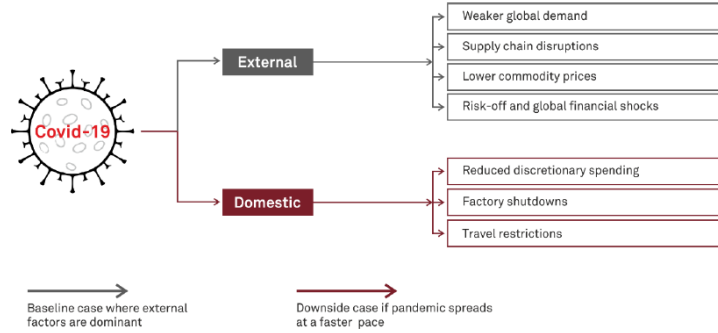 Covid-19
External
Weaker global demand
Supply chain disruptions
Lower commodity prices
Risk-off and global financial shocks
Domestic
Reduced discretionary spending
Factory shutdowns
Travel restrictions
Baseline case where external
factors are dominant
Downside case if pandemic spreads
at a faster pace